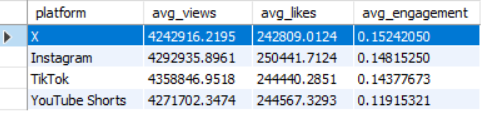 platform avg_views avg_likes avg_engagement
X 4242916.2195 242809.0124 0.15242050
Instagram 4292935.8961 250441.7124 0.14815250
TikTok 4358846.9518 244440.2851 0.14377673
YouTube Shorts 4271702.3474 244567.3293 0.11915321